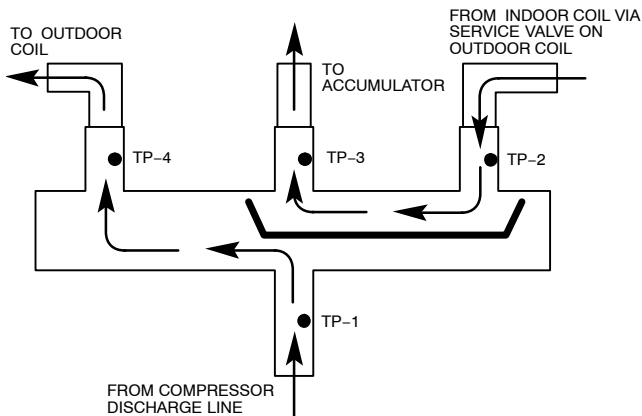 TO OUTDOOR
COIL
TO
ACCUMULATOR
FROM INDOOR COIL VIA
SERVICE VALVE ON
OUTDOOR COIL
TP−4
TP−3
TP−2
TP−1
FROM COMPRESSOR
DISCHARGE LINE